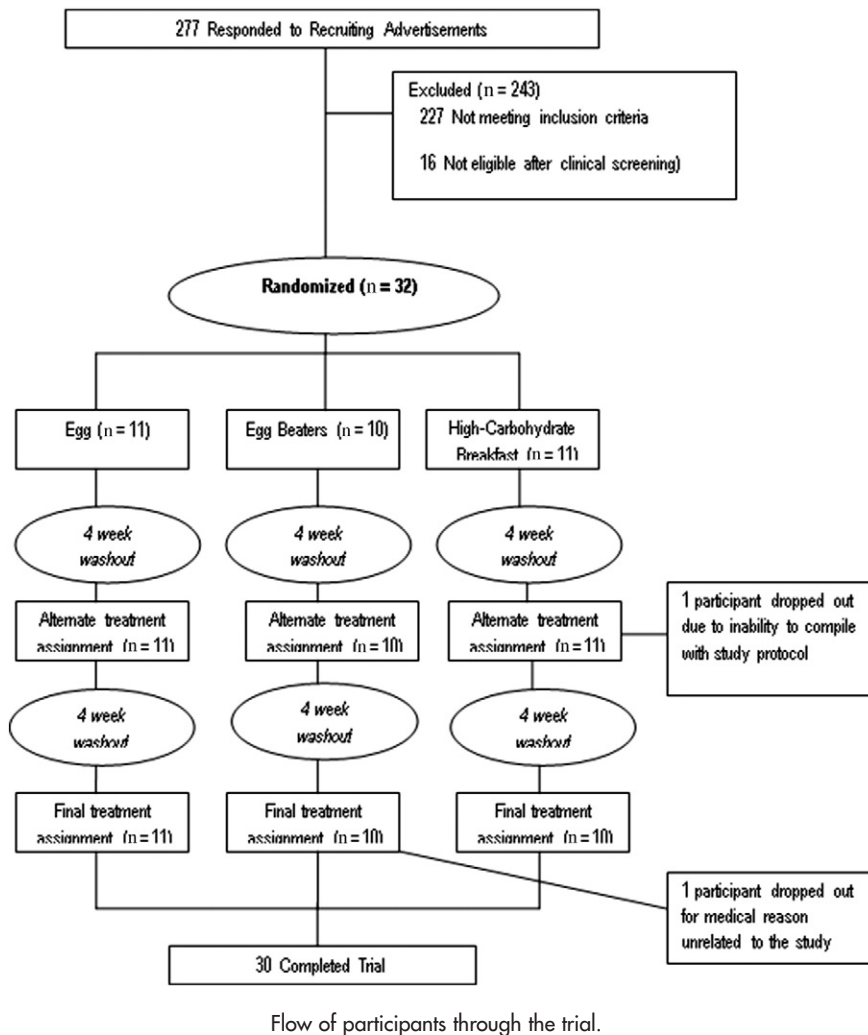 277 Responded to Recruiting Advertisements
Excluded (n = 243)
227 Not meeting inclusion criteria
16 Not eligible after clinical screening)
Randomized (n = 32)
Egg (n = 11)
Egg Beaters (n = 10)
High-Carbohydrate
Breakfast (n = 11)
4 week
washout
4 week
washout
4 week
washout
Alternate treatment
assignment (n = 11)
Alternate treatment
assignment (n = 10)
Alternate treatment
assignment (n = 11)
1 participant dropped out
due to inability to compile
with study protocol
4 week
washout
4 week
washout
4 week
washout
Final treatment
assignment (n = 11)
Final treatment
assignment (n = 10)
Final treatment
assignment (n = 10)
1 participant dropped out
for medical reason
unrelated to the study
30 Completed Trial
Flow of participants through the trial.